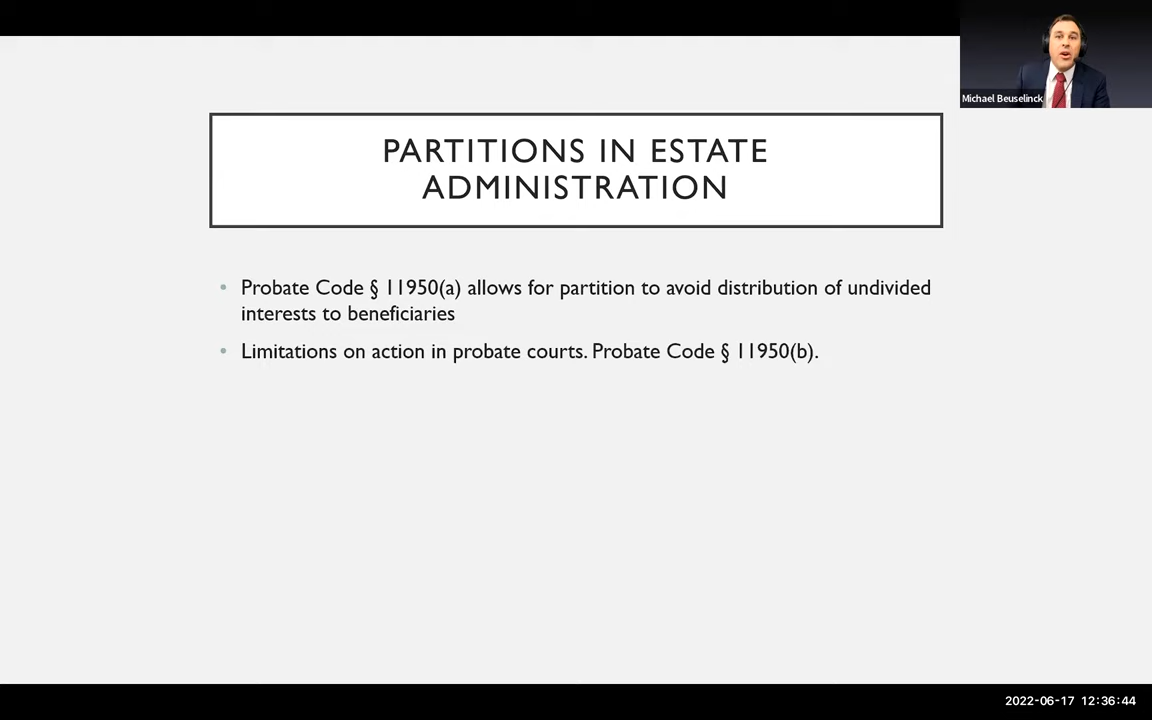 Michael Beuselinck
PARTITIONS IN ESTATE
ADMINISTRATION
• Probate Code § 11950(a) allows for partition to avoid distribution of undivided
interests to beneficiaries
• Limitations on action in probate courts. Probate Code § 11950(b).
2022-06-17 12:36:44